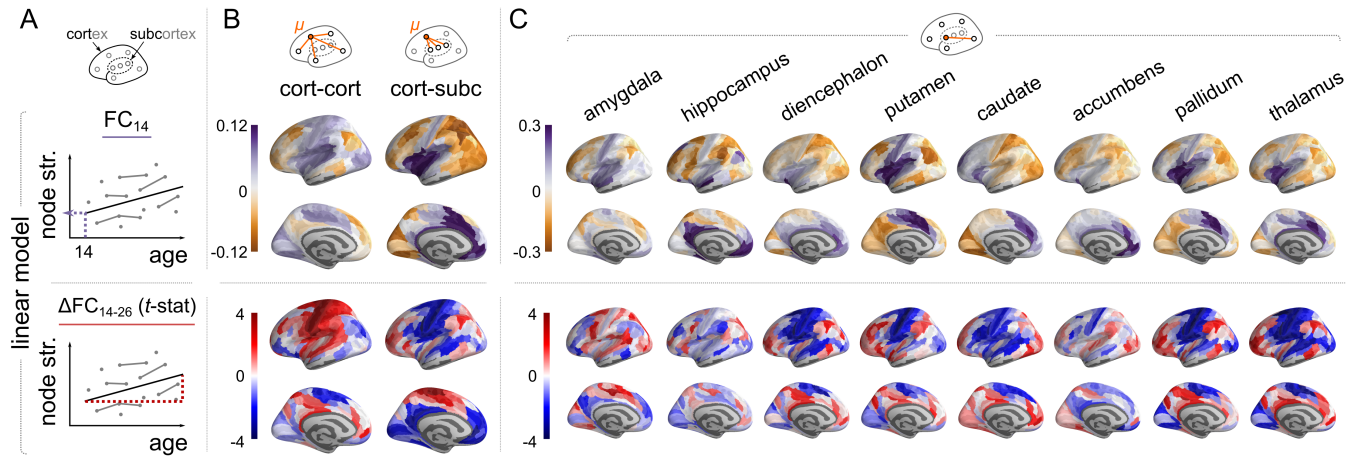 A
cortex
subcortex
linear model
FC14
node str.
14
age
ΔFC14-26 (t-stat)
node str.
age
B
μ
μ
cort-cort
cort-subc
0.12
0
-0.12
4
0
-4
C
amygdala
hippocampus
diencephalon
putamen
caudate
accumbens
pallidum
thalamus
0.3
0
-0.3
4
0
-4